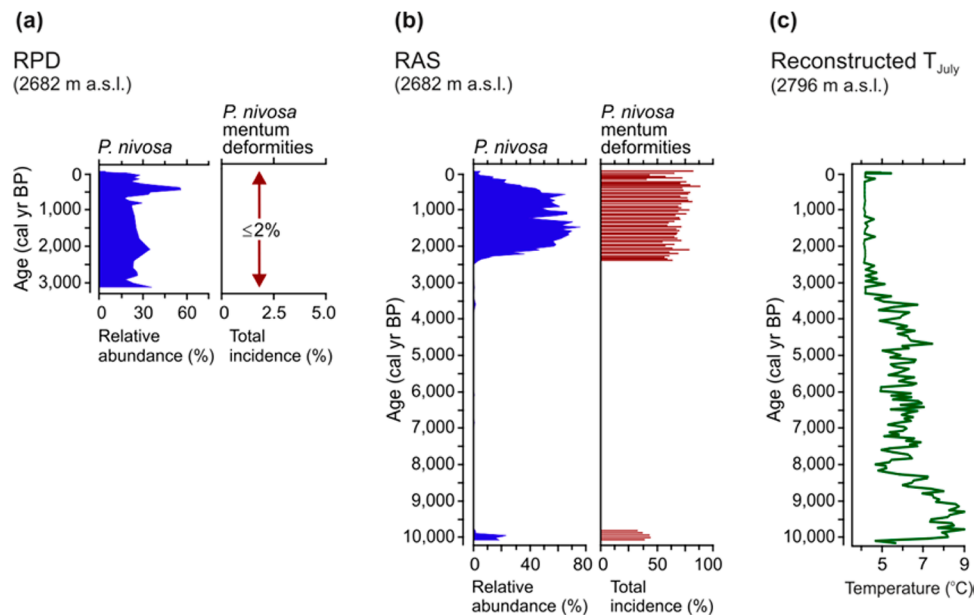 (a)
RPD
(2682 m a.s.l.)
P. nivosa
P. nivosa
mentum
deformities
Age (cal yr BP)
0
1,000
2,000
3,000
≤2%
0 30 60
0 2.5 5.0
Relative
abundance (%)
Total
incidence (%)
(b)
RAS
(2682 m a.s.l.)
P. nivosa
P. nivosa
mentum
deformities
Age (cal yr BP)
0
1,000
2,000
3,000
4,000
5,000
6,000
7,000
8,000
9,000
10,000
0 40 80
0 50 100
Relative
abundance (%)
Total
incidence (%)
(c)
Reconstructed TJuly
(2796 m a.s.l.)
Age (cal yr BP)
0
1,000
2,000
3,000
4,000
5,000
6,000
7,000
8,000
9,000
10,000
5 7 9
Temperature (°C)